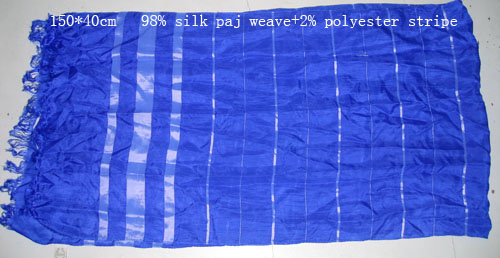 150*40cm 98% silk paj weave+2% polyester stripe